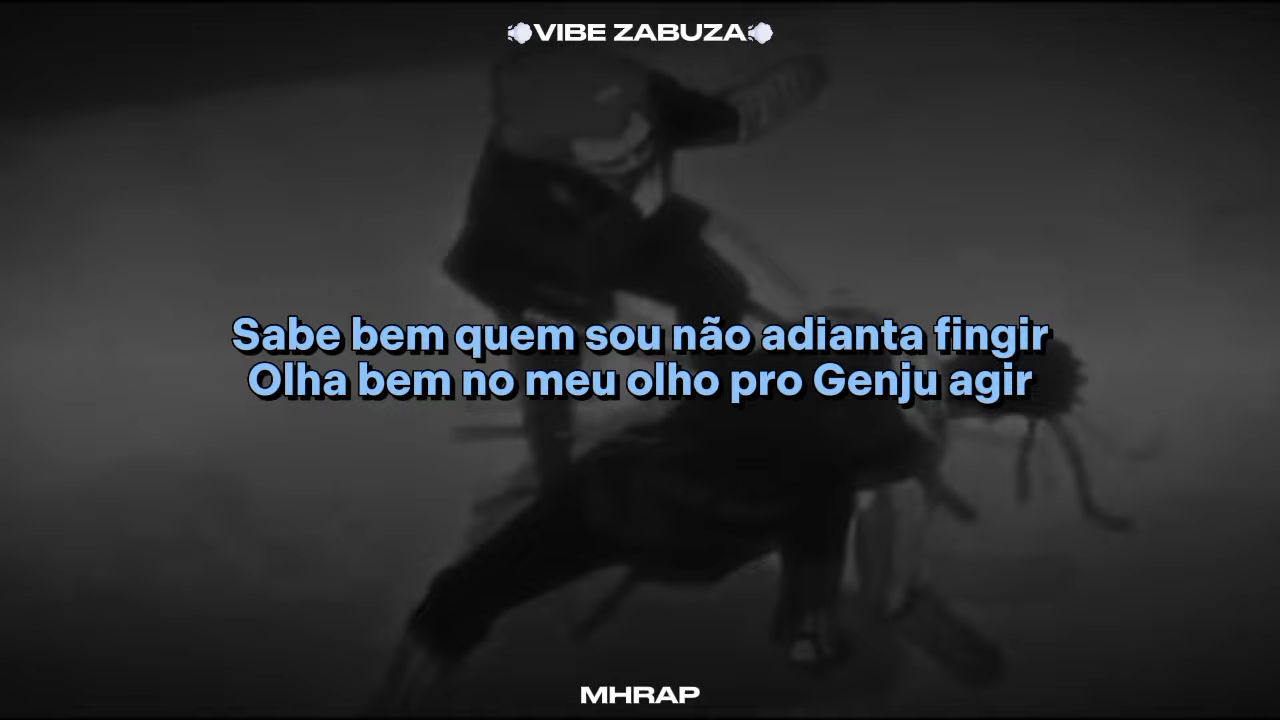 💨VIBE ZABUZA💨
Sabe bem quem sou não adianta fingir
Olha bem no meu olho pro Genju agir
MHRAP